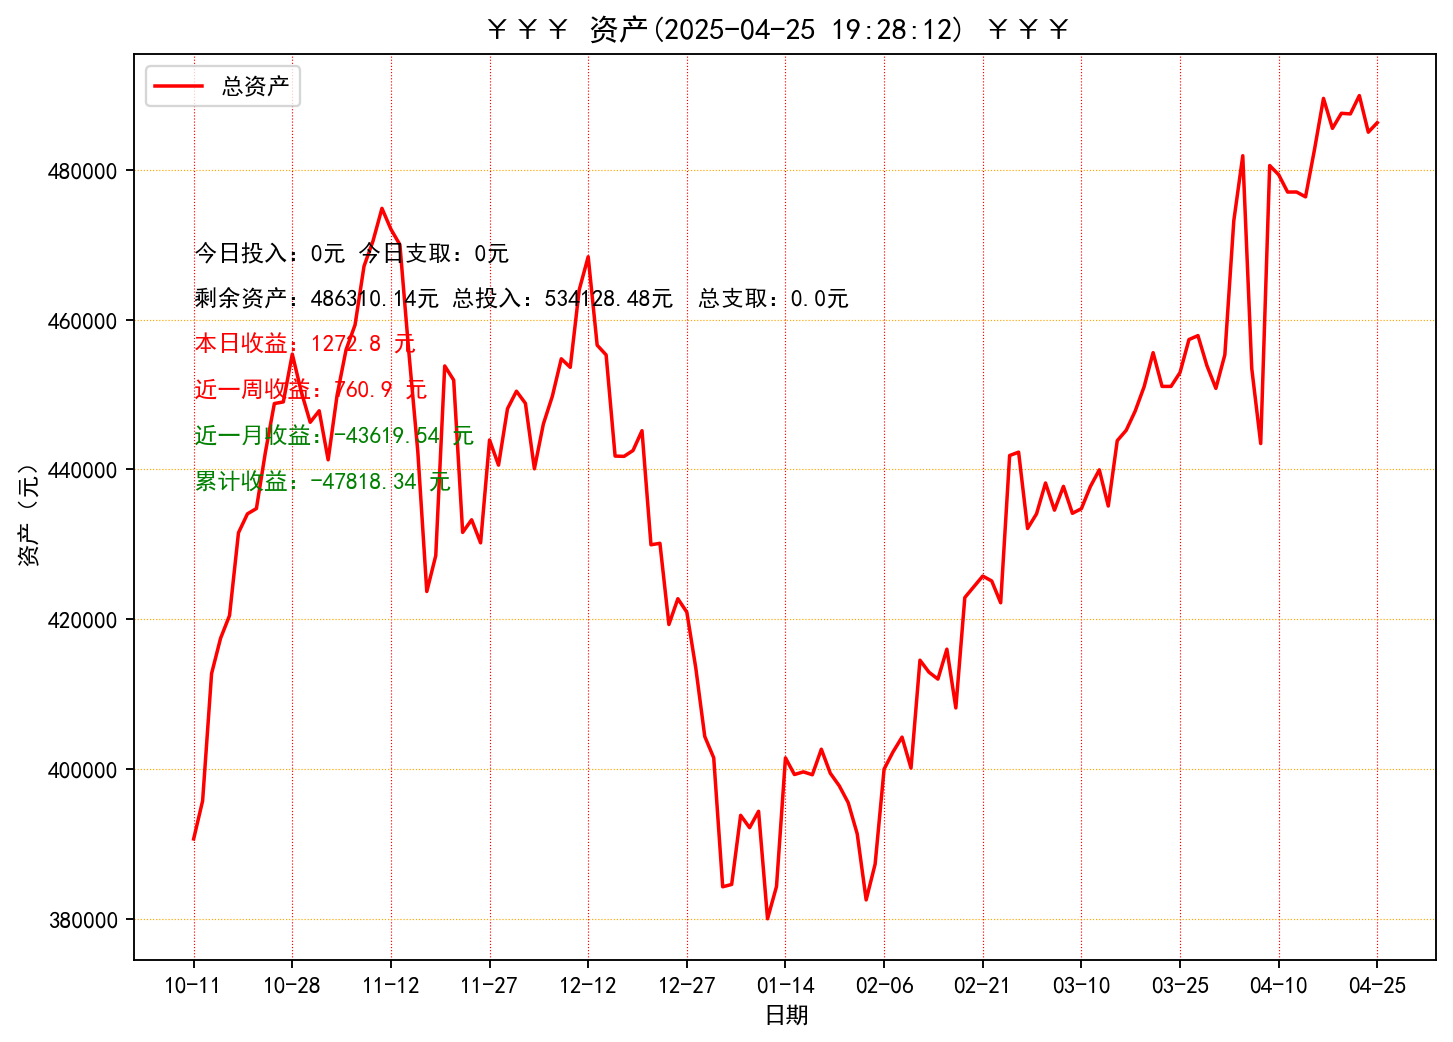 ￥￥￥ 资产(2025-04-25 19:28:12) ￥￥￥
总资产
今日投入：0元 今日支取：0元
剩余资产：486310.14元 总投入：534128.48元  总支取：0.0元
本日收益：1272.8 元
近一周收益：760.9 元
近一月收益：-43619.54 元
累计收益：-47818.34 元
资产（元）
480000
460000
440000
420000
400000
380000
10-11 10-28 11-12 11-27 12-12 12-27 01-14 02-06 02-21 03-10 03-25 04-10 04-25
日期